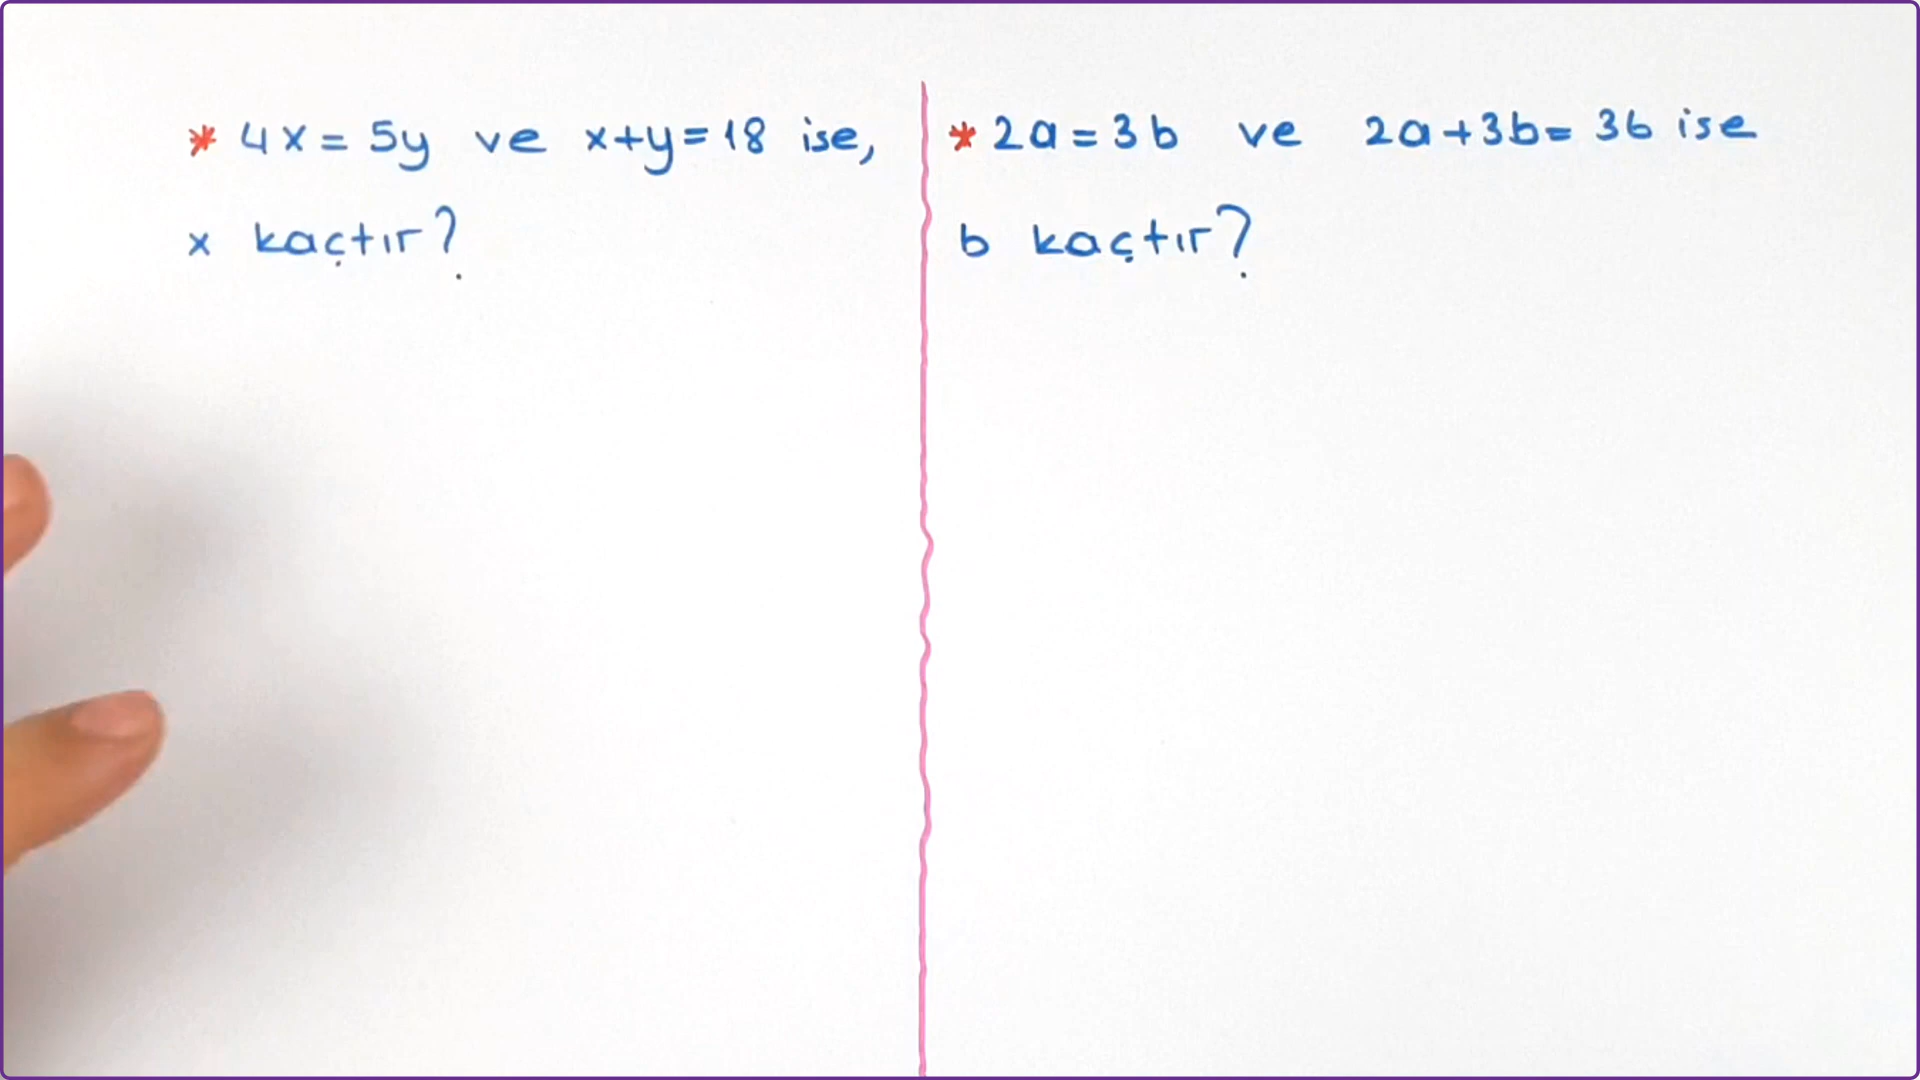 * 4x = 5y ve x+y=18 ise,
x kaçtır?
* 2a = 3b ve 2a+3b= 36 ise
b kaçtır?